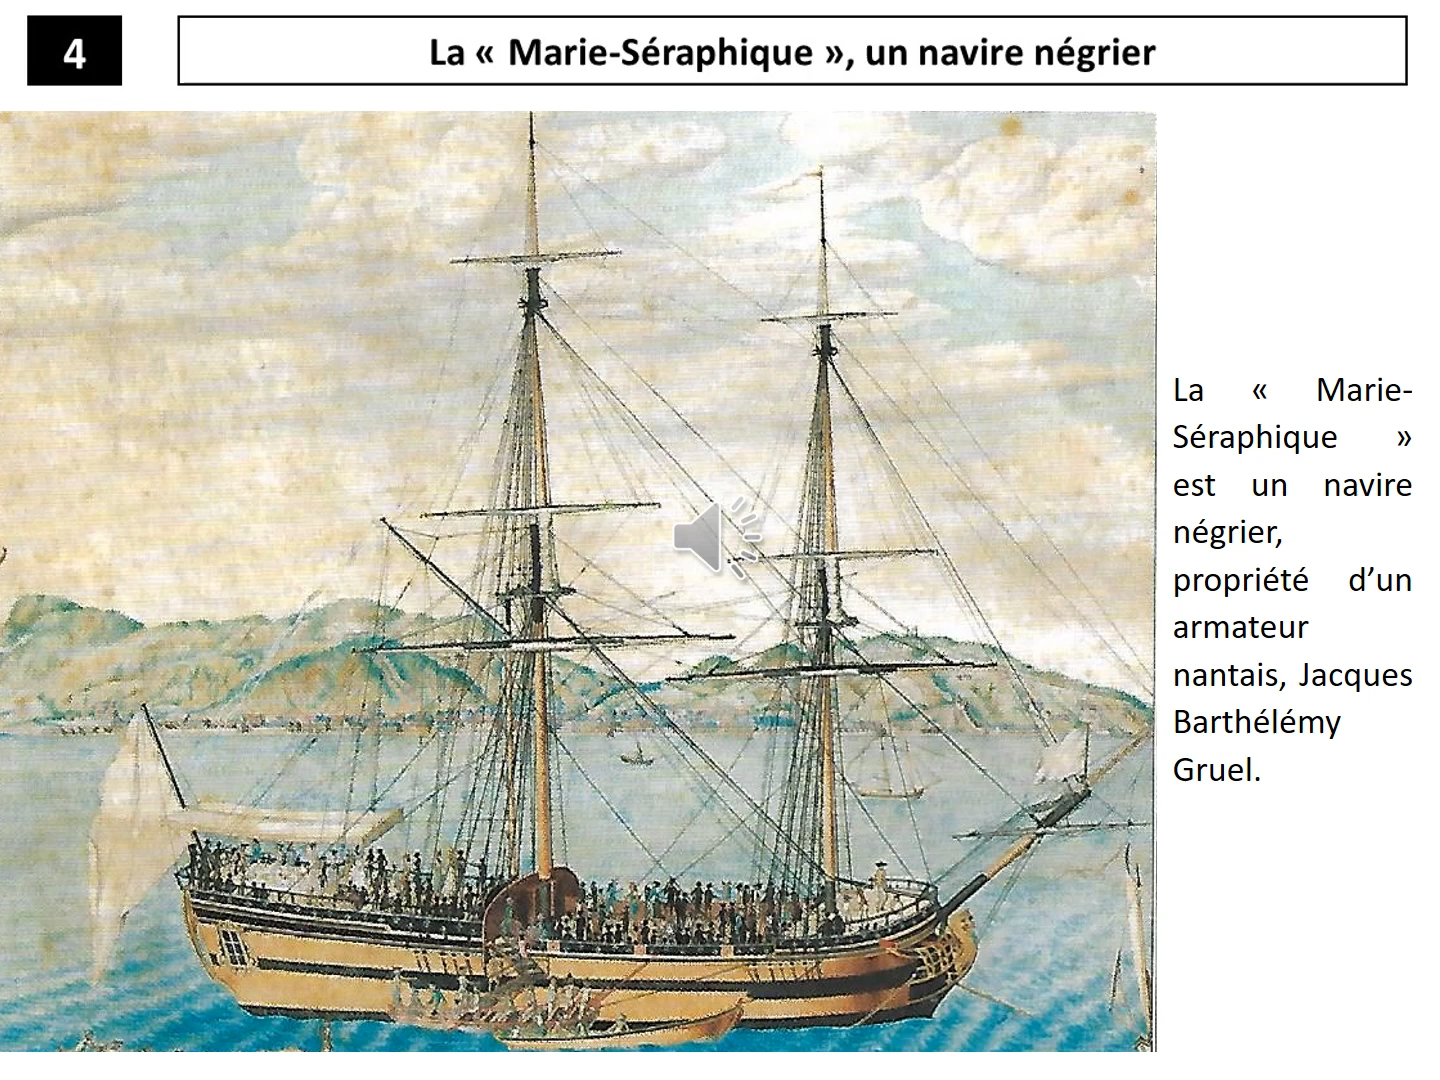 4
La « Marie-Séraphique », un navire négrier
La « Marie-
Séraphique »
est un navire
négrier,
propriété d’un
armateur
nantais, Jacques
Barthélémy
Gruel.